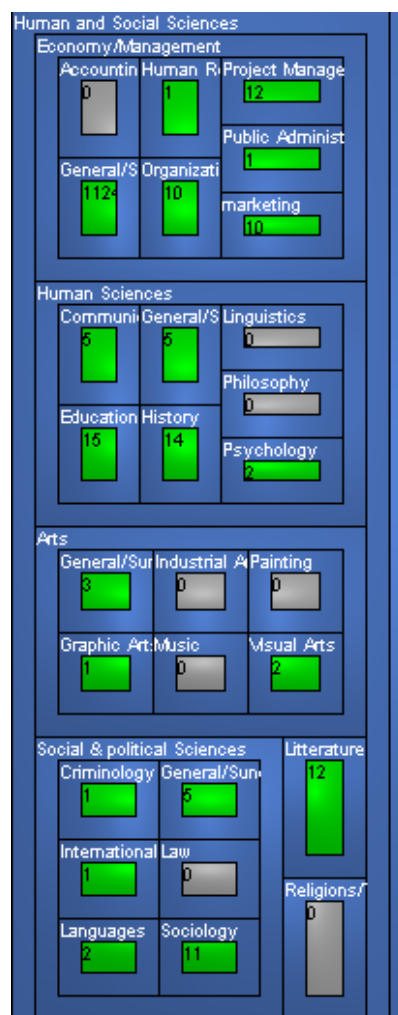 Human and Social Sciences
Economy/Management
Accountin Human R Project Manage
0 1 12
Public Administ
1
General/S Organizati
1124 10
marketing
10
Human Sciences
Communi General/S Linguistics
5 5 0
Philosophy
0
Education History
15 14
Psychology
2
Arts
General/Sun Industrial A Painting
3 0 0
Graphic Art: Music Visual Arts
1 0 2
Social & political Sciences Litterature
Criminology General/Sun 12
1 5
International Law
1 0
Religions/T
0
Languages Sociology
2 11